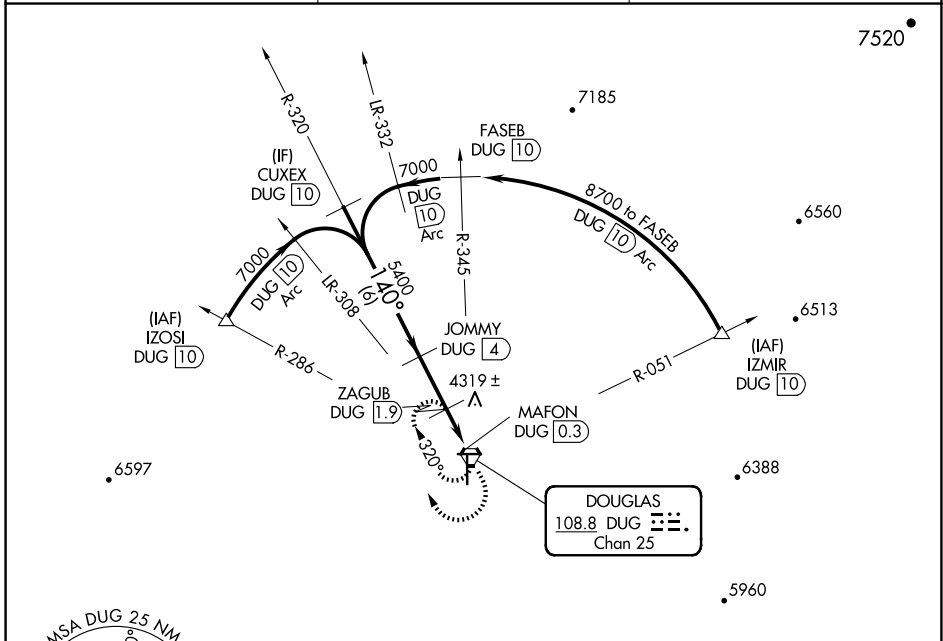 7520
7185
R-320
LR-332
FASEB
DUG 10
(IF)
CUXEX
DUG 10
7000
DUG
10
Arc
8700 to FASEB
DUG 10 Arc
6560
R-345
7000
DUG 10
Arc
LR-308
5400
140°
(6)
(IAF)
IZOSI
DUG 10
R-286
JOMMY
DUG 4
6513
(IAF)
IZMIR
DUG 10
R-051
ZAGUB
DUG 1.9
4319 ±
MAFON
DUG 0.3
320°
6597
6388
DOUGLAS
108.8 DUG
Chan 25
5960
MSA DUG 25 NM